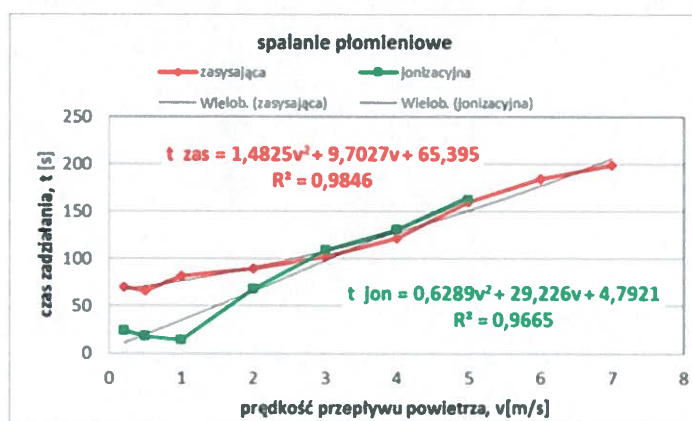 spalanie płomieniowe
zasysająca jonizacyjna
Wielob. (zasysająca) Wielob. (jonizacyjna)
250
200
150
100
50
0
czas zadziałania, t [s]
t zas = 1,4825v² + 9,7027v + 65,395
R² = 0,9846
t jon = 0,6289v² + 29,226v + 4,7921
R² = 0,9665
0 1 2 3 4 5 6 7 8
prędkość przepływu powietrza, v[m/s]